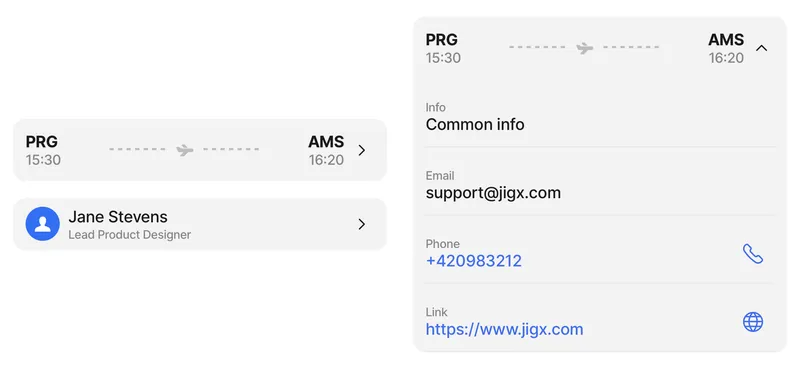 PRG AMS
15:30 16:20
Jane Stevens
Lead Product Designer
PRG AMS
15:30 16:20
Info
Common info
Email
support@jigx.com
Phone
+420983212
Link
https://www.jigx.com